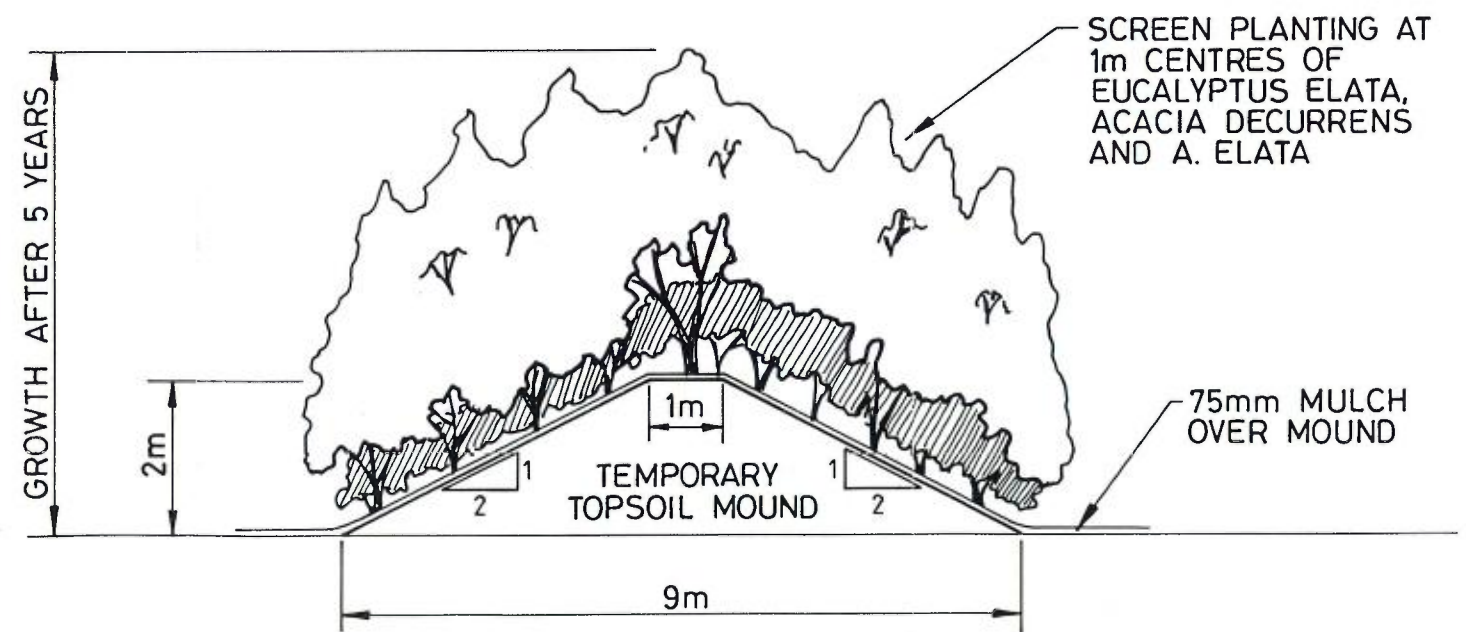 SCREEN PLANTING AT
1m CENTRES OF
EUCALYPTUS ELATA,
ACACIA DECURRENS
AND A. ELATA
GROWTH AFTER 5 YEARS
2m
1m
75mm MULCH
OVER MOUND
1
2
TEMPORARY
TOPSOIL MOUND
1
2
9m